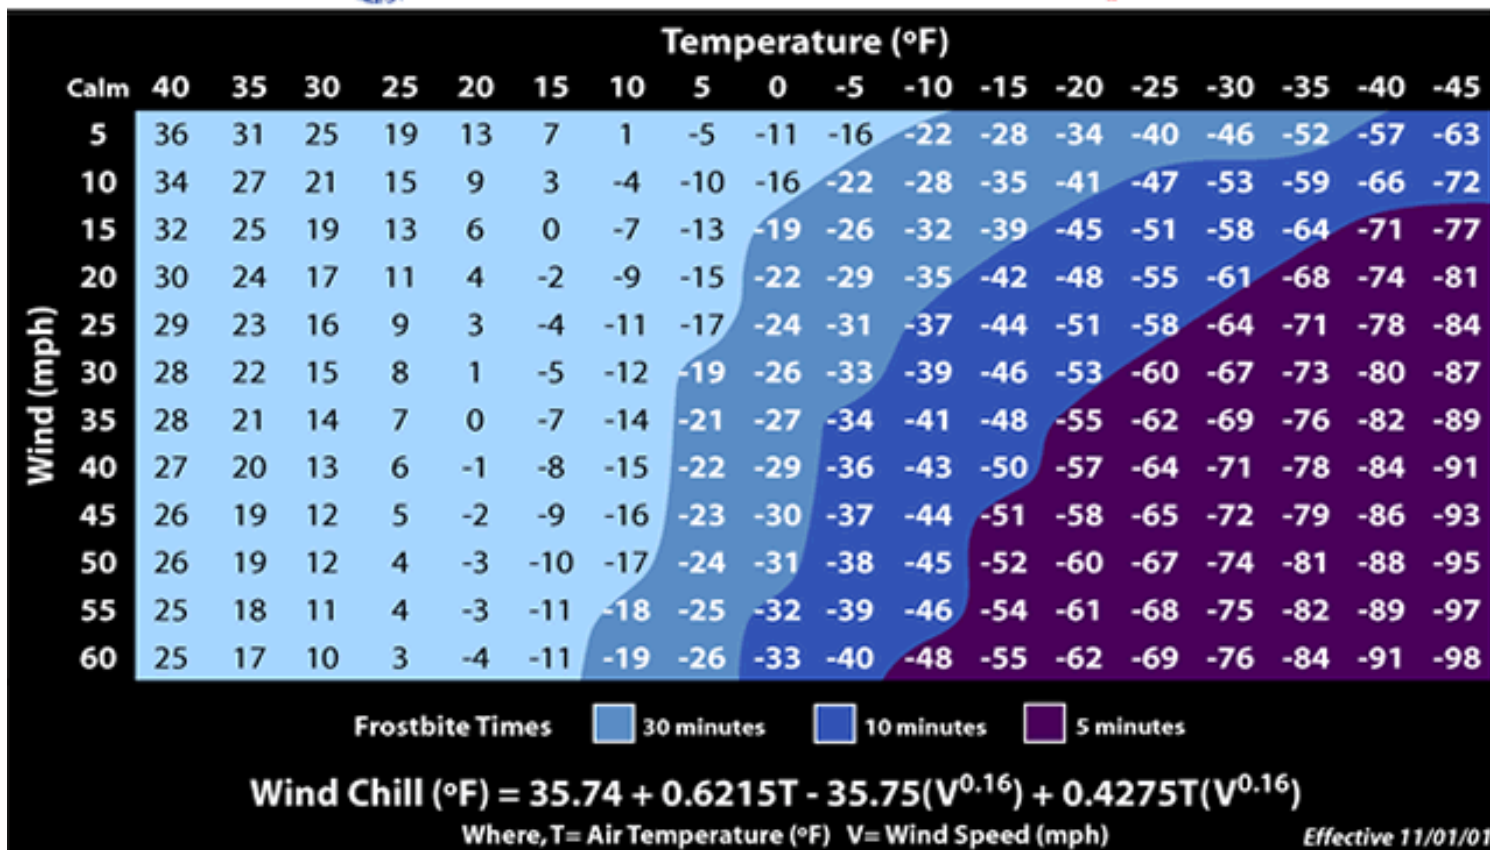 Temperature (ºF)
Calm 40 35 30 25 20 15 10 5 0 -5 -10 -15 -20 -25 -30 -35 -40 -45
5 36 31 25 19 13 7 1 -5 -11 -16 -22 -28 -34 -40 -46 -52 -57 -63
10 34 27 21 15 9 3 -4 -10 -16 -22 -28 -35 -41 -47 -53 -59 -66 -72
15 32 25 19 13 6 0 -7 -13 -19 -26 -32 -39 -45 -51 -58 -64 -71 -77
20 30 24 17 11 4 -2 -9 -15 -22 -29 -35 -42 -48 -55 -61 -68 -74 -81
25 29 23 16 9 3 -4 -11 -17 -24 -31 -37 -44 -51 -58 -64 -71 -78 -84
30 28 22 15 8 1 -5 -12 -19 -26 -33 -39 -46 -53 -60 -67 -73 -80 -87
35 28 21 14 7 0 -7 -14 -21 -27 -34 -41 -48 -55 -62 -69 -76 -82 -89
40 27 20 13 6 -1 -8 -15 -22 -29 -36 -43 -50 -57 -64 -71 -78 -84 -91
45 26 19 12 5 -2 -9 -16 -23 -30 -37 -44 -51 -58 -65 -72 -79 -86 -93
50 26 19 12 4 -3 -10 -17 -24 -31 -38 -45 -52 -60 -67 -74 -81 -88 -95
55 25 18 11 4 -3 -11 -18 -25 -32 -39 -46 -54 -61 -68 -75 -82 -89 -97
60 25 17 10 3 -4 -11 -19 -26 -33 -40 -48 -55 -62 -69 -76 -84 -91 -98
Wind (mph)
Frostbite Times 30 minutes 10 minutes 5 minutes
Wind Chill (ºF) = 35.74 + 0.6215T - 35.75(V^0.16) + 0.4275T(V^0.16)
Where, T= Air Temperature (ºF) V= Wind Speed (mph) Effective 11/01/01